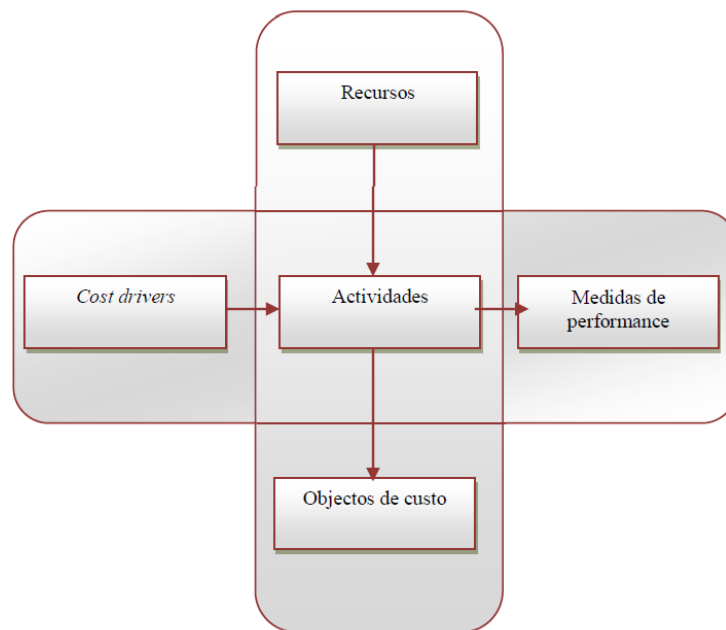 Recursos
Cost drivers
Actividades
Medidas de
performance
Objectos de custo